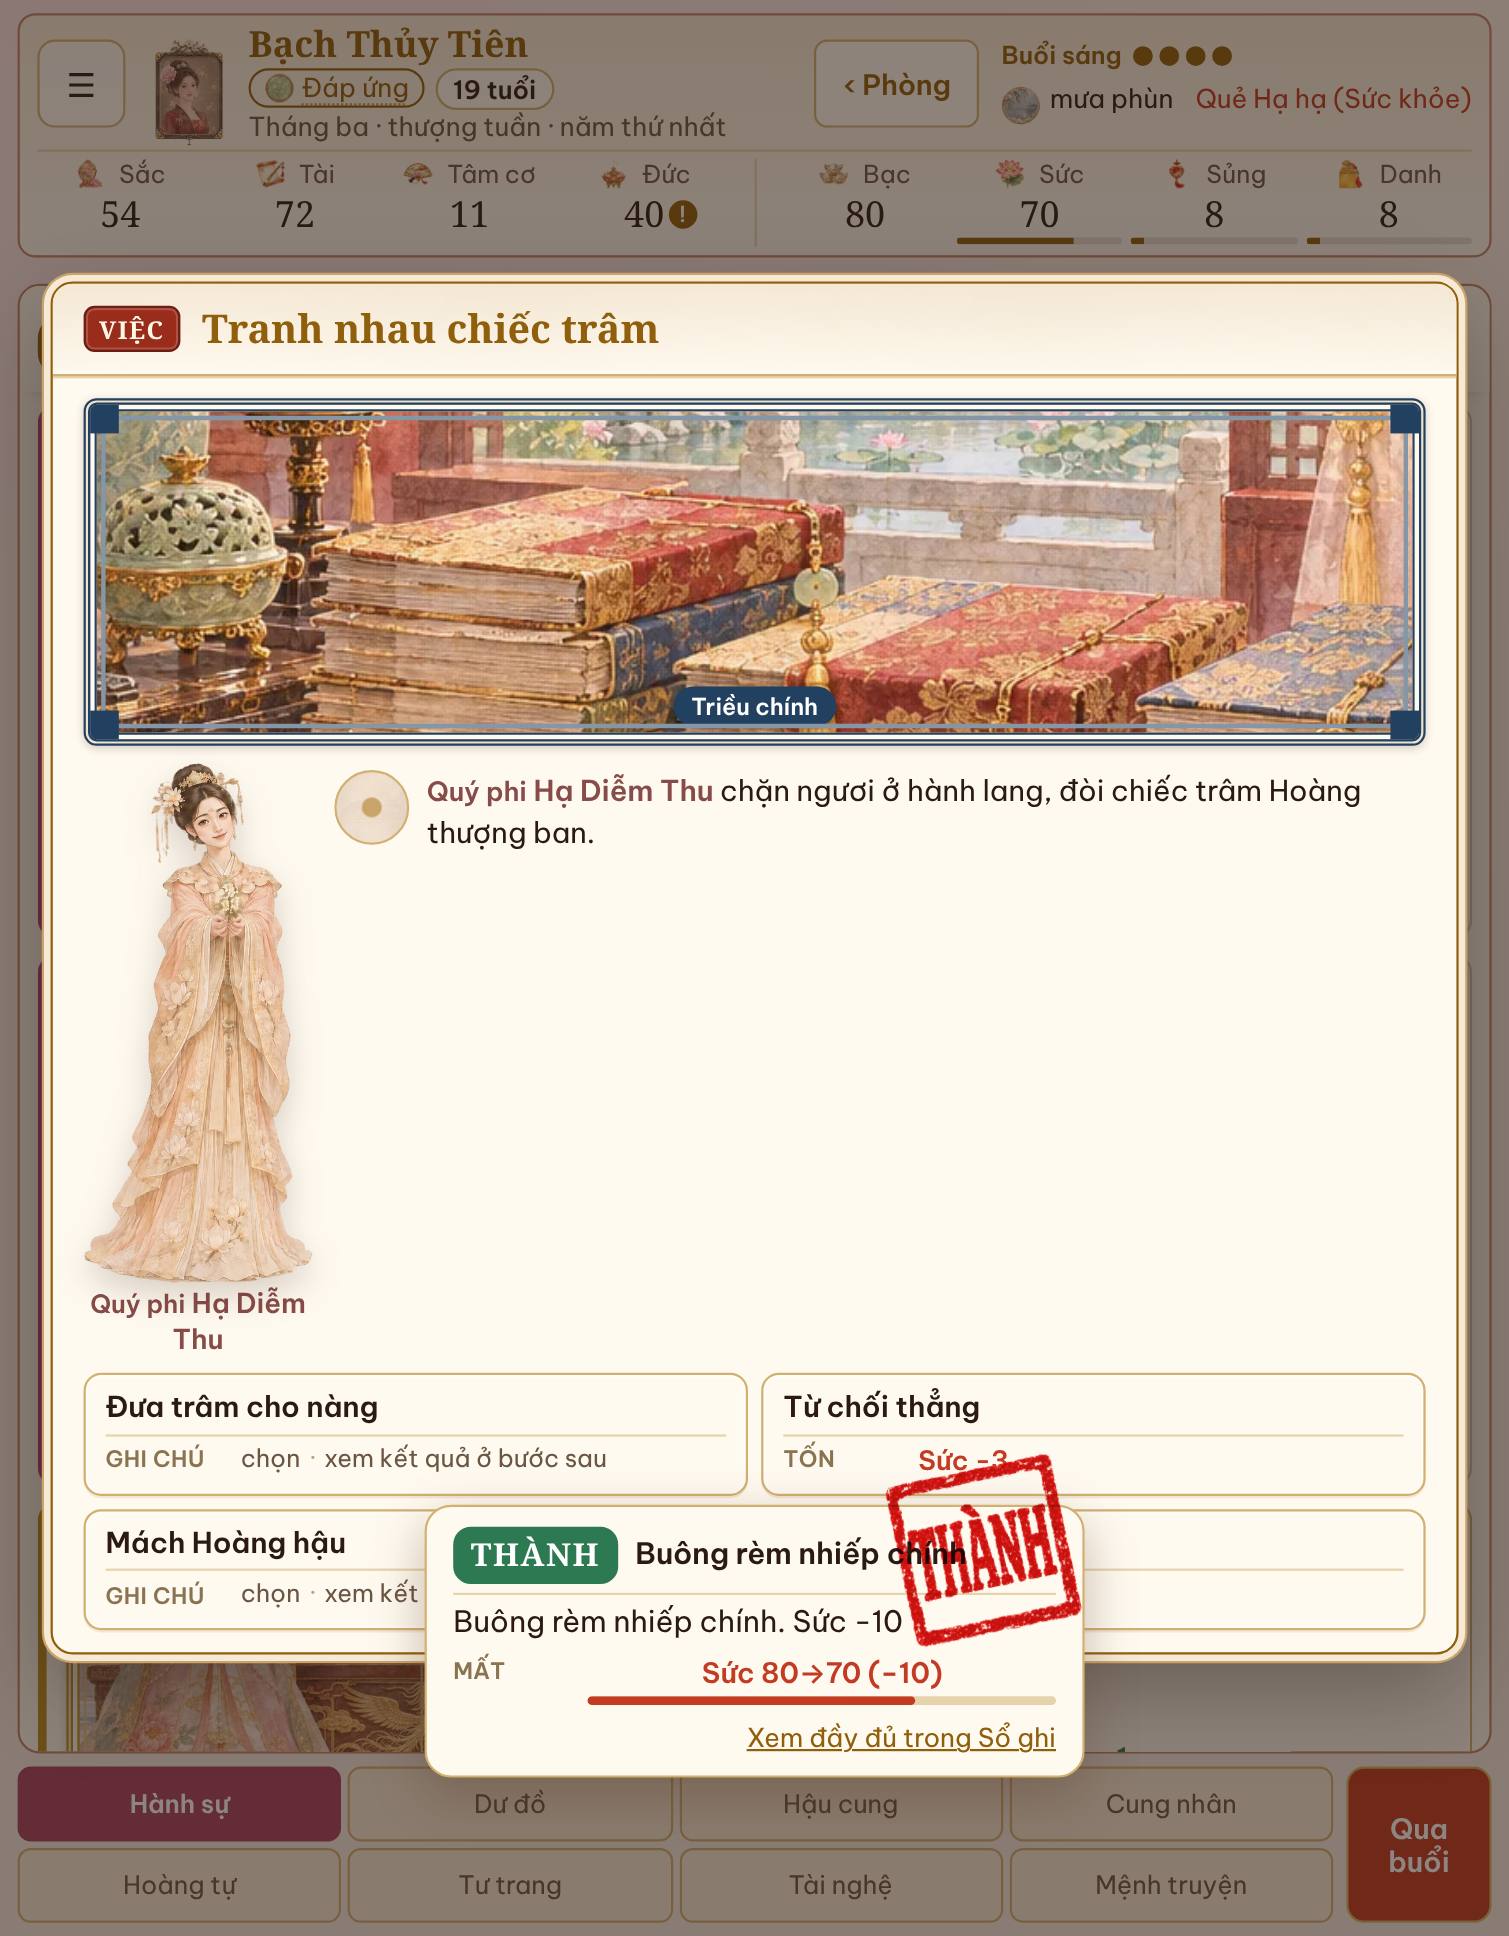 ☰
Bạch Thủy Tiên
Đáp ứng
19 tuổi
Tháng ba · thượng tuần · năm thứ nhất
‹ Phòng
Buổi sáng
mưa phùn Quẻ Hạ hạ (Sức khỏe)
Sắc Tài Tâm cơ Đức Bạc Sức Sủng Danh
54 72 11 40 ! 80 70 8 8
VIỆC Tranh nhau chiếc trâm
Triều chính
Quý phi Hạ Diễm Thu chặn ngươi ở hành lang, đòi chiếc trâm Hoàng
thượng ban.
Quý phi Hạ Diễm
Thu
Đưa trâm cho nàng
GHI CHÚ chọn · xem kết quả ở bước sau
Từ chối thẳng
TỐN Sức -3
Mách Hoàng hậu
GHI CHÚ chọn · xem kết
THÀNH Buông rèm nhiếp chính
THÀNH
Buông rèm nhiếp chính. Sức -10
MẤT Sức 80→70 (-10)
Xem đầy đủ trong Sổ ghi
Hành sự Dư đồ Hậu cung Cung nhân
Hoàng tự Tư trang Tài nghệ Mệnh truyện
Qua
buổi